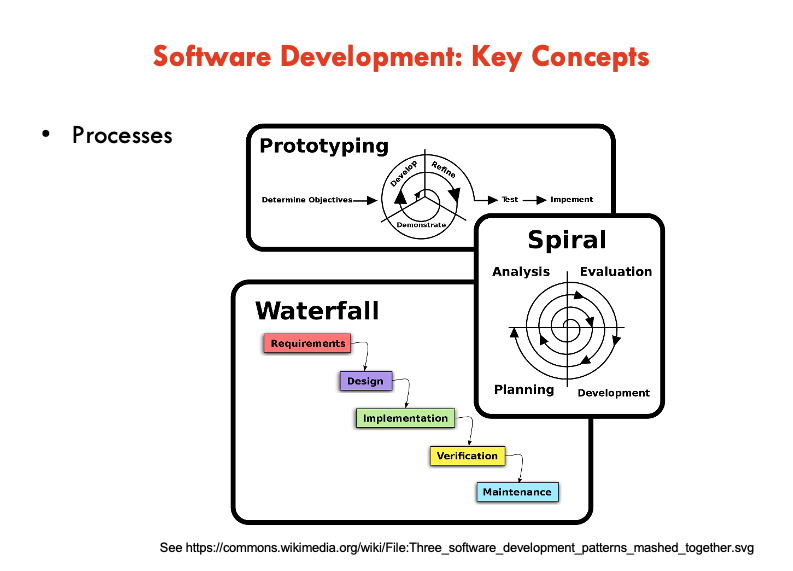 Software Development: Key Concepts
• Processes
Prototyping
Determine Objectives
Develop
Refine
Demonstrate
Test
Impement
Spiral
Analysis
Evaluation
Planning
Development
Waterfall
Requirements
Design
Implementation
Verification
Maintenance
See https://commons.wikimedia.org/wiki/File:Three_software_development_patterns_mashed_together.svg